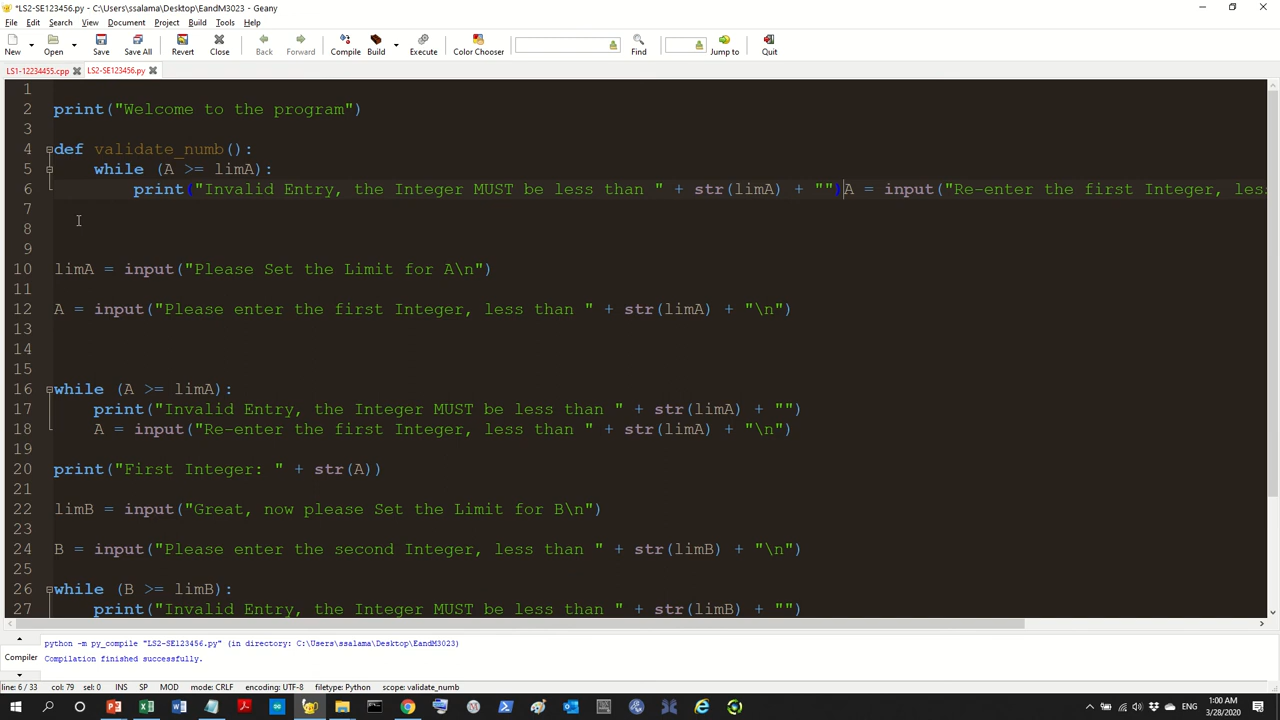 *LS2-SE123456.py - C:\Users\ssalama\Desktop\EandM3023 - Geany
File Edit Search View Document Project Build Tools Help
New Open Save Save All Revert Close Back Forward Compile Build Execute Color Chooser Find Jump to Quit
LS1-12234455.cpp LS2-SE123456.py
1
2 print("Welcome to the program")
3
4 def validate_numb():
5 while (A >= limA):
6 print("Invalid Entry, the Integer MUST be less than " + str(limA) + "")A = input("Re-enter the first Integer, less
7
8
9
10 limA = input("Please Set the Limit for A\n")
11
12 A = input("Please enter the first Integer, less than " + str(limA) + "\n")
13
14
15
16 while (A >= limA):
17 print("Invalid Entry, the Integer MUST be less than " + str(limA) + "")
18 A = input("Re-enter the first Integer, less than " + str(limA) + "\n")
19
20 print("First Integer: " + str(A))
21
22 limB = input("Great, now please Set the Limit for B\n")
23
24 B = input("Please enter the second Integer, less than " + str(limB) + "\n")
25
26 while (B >= limB):
27 print("Invalid Entry, the Integer MUST be less than " + str(limB) + "")
python -m py_compile "LS2-SE123456.py" (in directory: C:\Users\ssalama\Desktop\EandM3023)
Compiler Compilation finished successfully.
line: 6 / 33 col: 79 sel: 0 INS SP MOD mode: CRLF encoding: UTF-8 filetype: Python scope: validate_numb
1:00 AM
3/28/2020